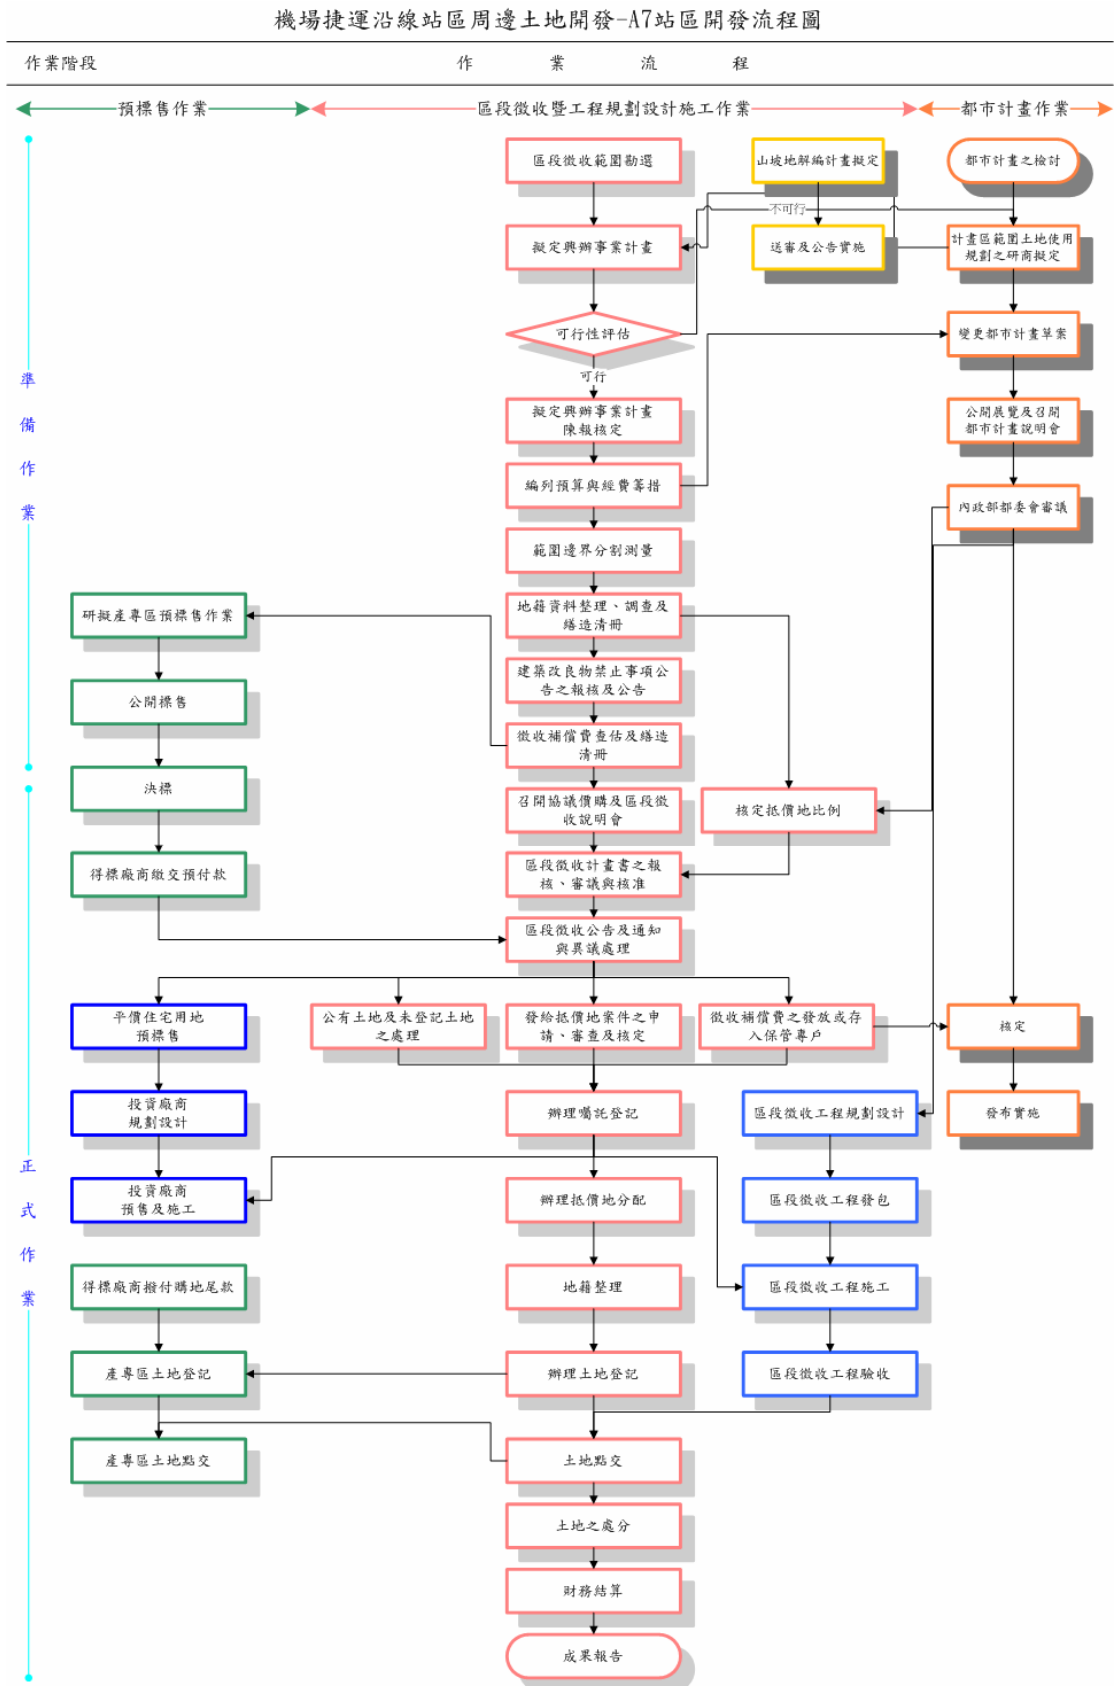 機場捷運沿線站區周邊土地開發-A7站區開發流程圖
作業階段
作業流程
預標售作業
區段徵收暨工程規劃設計施工作業
都市計畫作業
區段徵收範圍勘選
山坡地解編計畫擬定
都市計畫之檢討
不可行
擬定興辦事業計畫
送審及公告實施
計畫區範圍土地使用
規劃之研商擬定
可行性評估
變更都市計畫草案
可行
準備作業
擬定興辦事業計畫
陳報核定
公開展覽及召開
都市計畫說明會
編列預算與經費籌措
內政部都委會審議
範圍邊界分割測量
研擬產專區預標售作業
地籍資料整理、調查及
繕造清冊
建築改良物禁止事項公
告之報核及公告
公開標售
徵收補償費查估及繕造
清冊
決標
召開協議價購及區段徵
收說明會
核定抵價地比例
得標廠商繳交預付款
區段徵收計畫書之報
核、審議與核准
區段徵收公告及通知
與異議處理
平價住宅用地
預標售
公有土地及未登記土地
之處理
發給抵價地案件之申
請、審查及核定
徵收補償費之發放或存
入保管專戶
核定
投資廠商
規劃設計
辦理囑託登記
區段徵收工程規劃設計
發布實施
正式作業
投資廠商
預售及施工
辦理抵價地分配
區段徵收工程發包
得標廠商撥付購地尾款
地籍整理
區段徵收工程施工
產專區土地登記
辦理土地登記
區段徵收工程驗收
產專區土地點交
土地點交
土地之處分
財務結算
成果報告